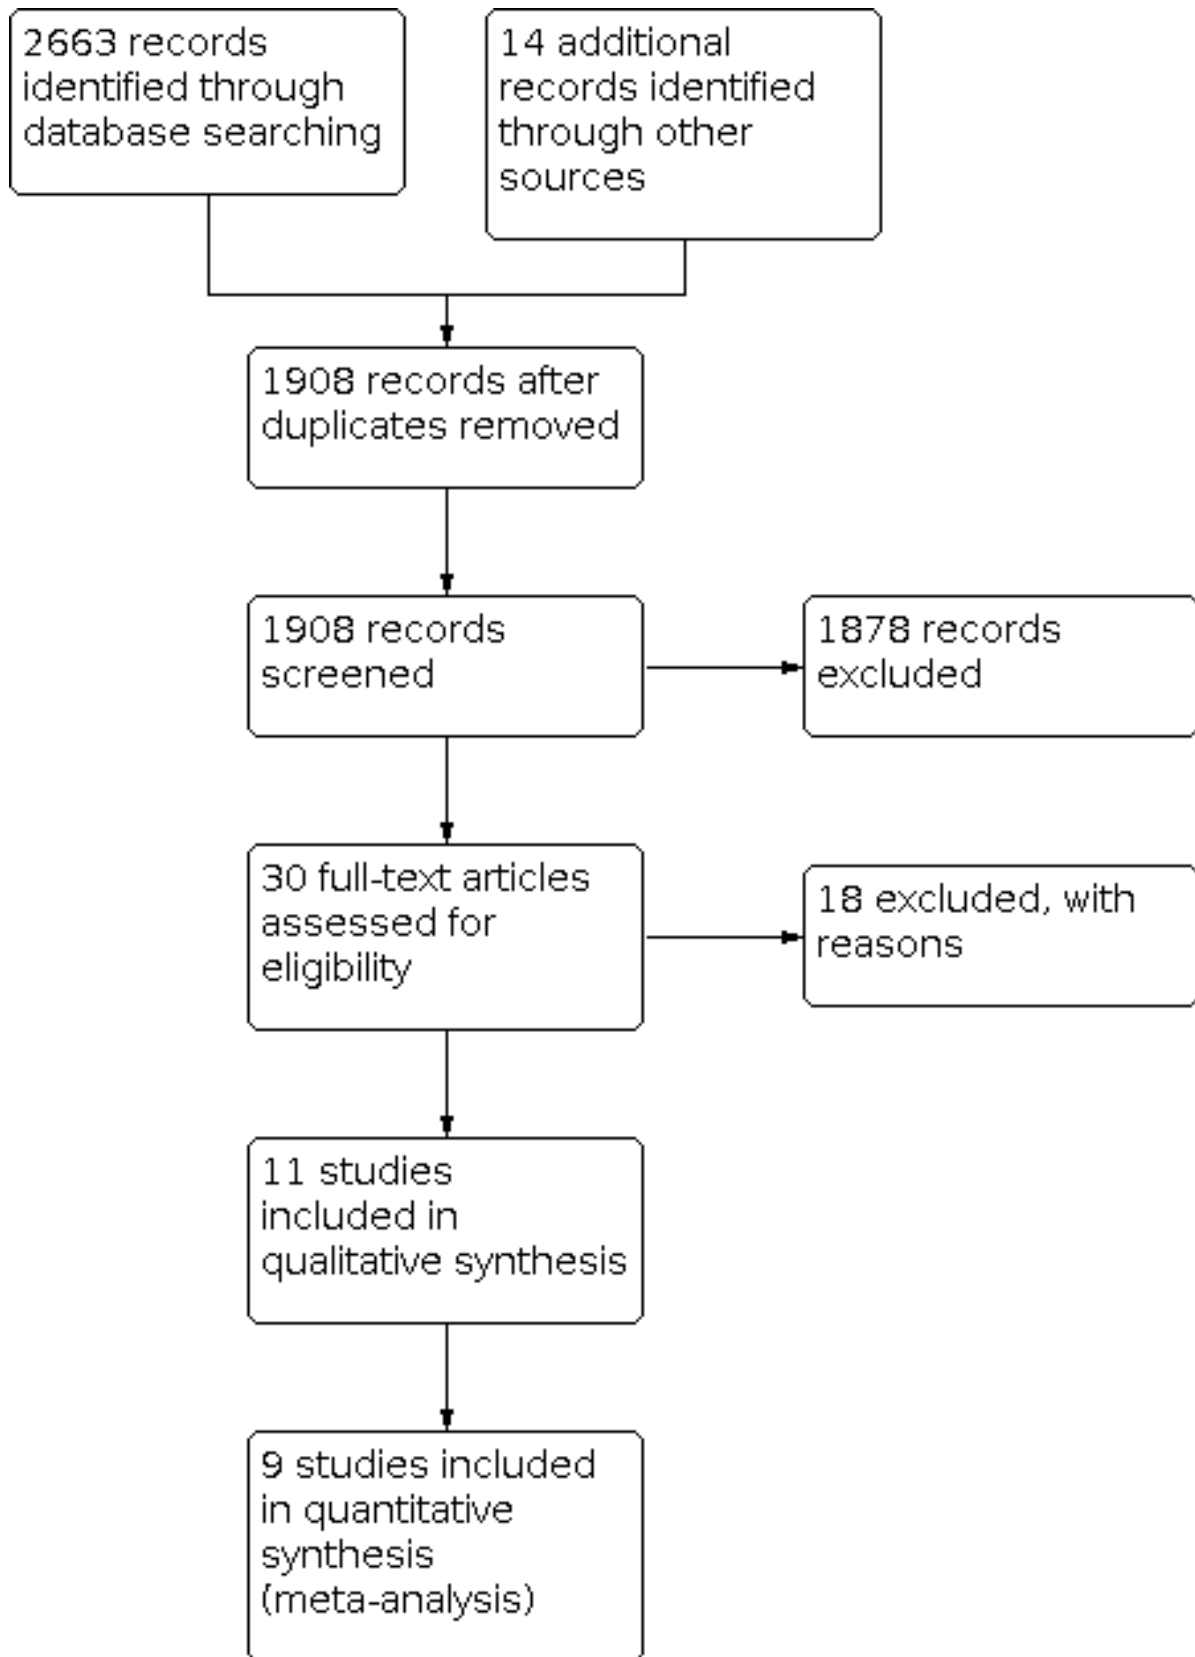 2663 records
identified through
database searching
14 additional
records identified
through other
sources
1908 records after
duplicates removed
1908 records
screened
1878 records
excluded
30 full-text articles
assessed for
eligibility
18 excluded, with
reasons
11 studies
included in
qualitative synthesis
9 studies included
in quantitative
synthesis
(meta-analysis)